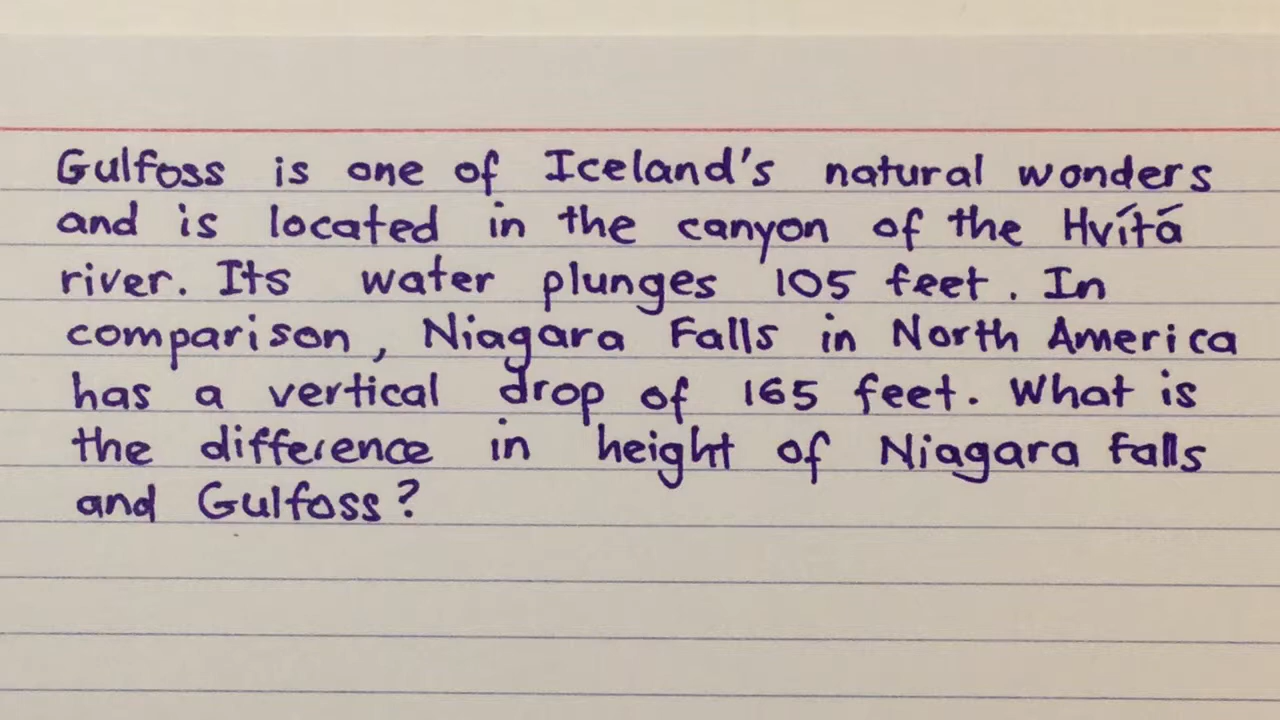 Gulfoss is one of Iceland's natural wonders
and is located in the canyon of the Hvítá
river. Its water plunges 105 feet. In
comparison, Niagara Falls in North America
has a vertical drop of 165 feet. What is
the difference in height of Niagara falls
and Gulfoss?